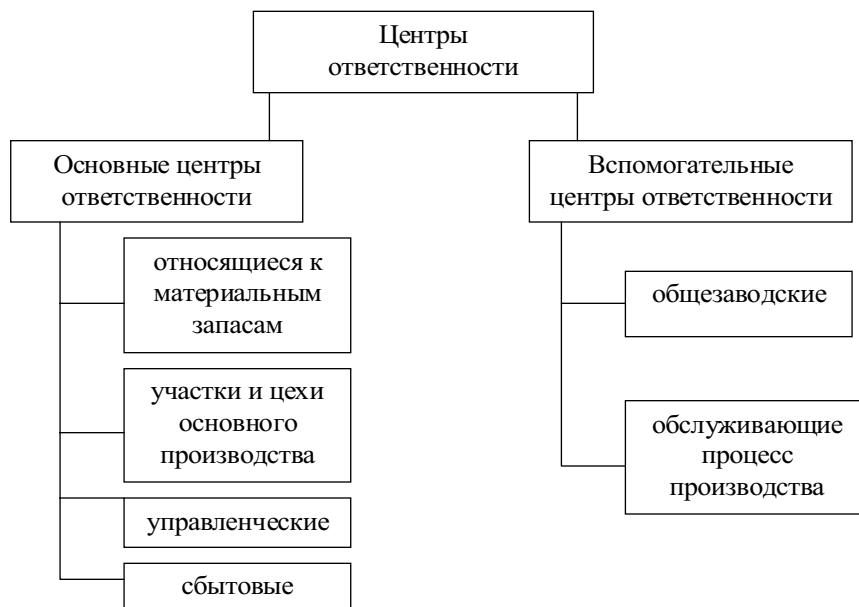 Центры
ответственности
Основные центры
ответственности
Вспомогательные
центры ответственности
относящиеся к
материальным
запасам
общезаводские
участки и цехи
основного
производства
обслуживающие
процесс
производства
управленческие
сбытовые